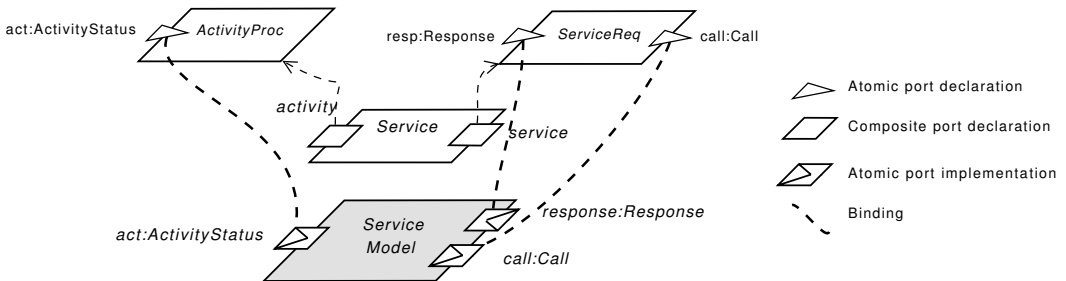 act:ActivityStatus
ActivityProc
resp:Response
ServiceReq
call:Call
activity
Service
service
act:ActivityStatus
Service
Model
response:Response
call:Call
Atomic port declaration
Composite port declaration
Atomic port implementation
Binding